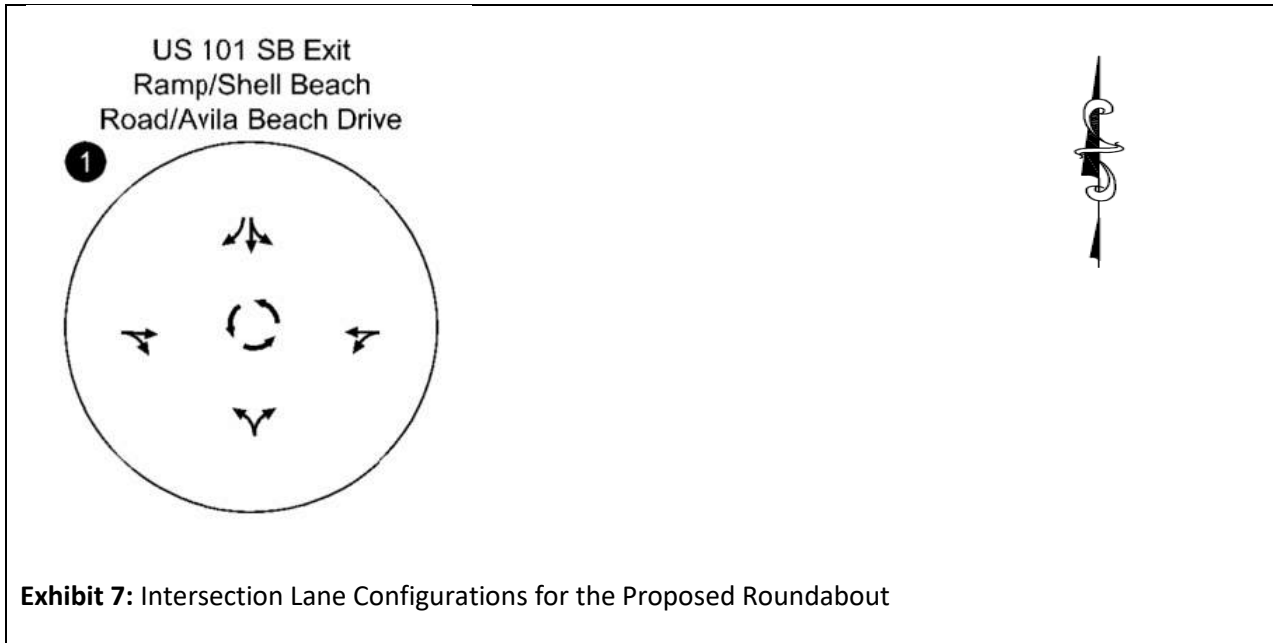 US 101 SB Exit
Ramp/Shell Beach
Road/Avila Beach Drive
1
Exhibit 7: Intersection Lane Configurations for the Proposed Roundabout